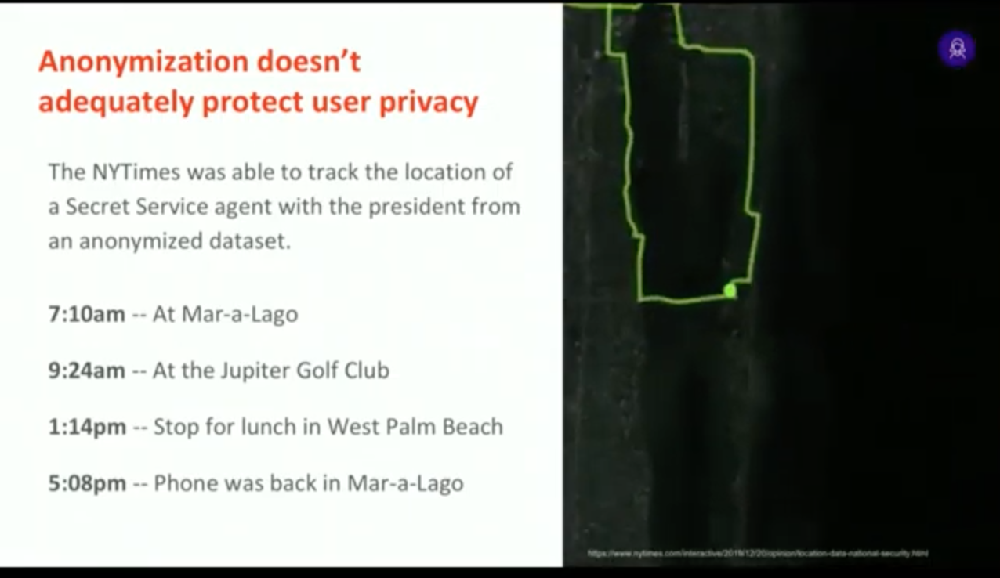 Anonymization doesn’t
adequately protect user privacy
The NYTimes was able to track the location of
a Secret Service agent with the president from
an anonymized dataset.
7:10am -- At Mar-a-Lago
9:24am -- At the Jupiter Golf Club
1:14pm -- Stop for lunch in West Palm Beach
5:08pm -- Phone was back in Mar-a-Lago
https://www.nytimes.com/interactive/2019/12/20/opinion/location-data-national-security.html